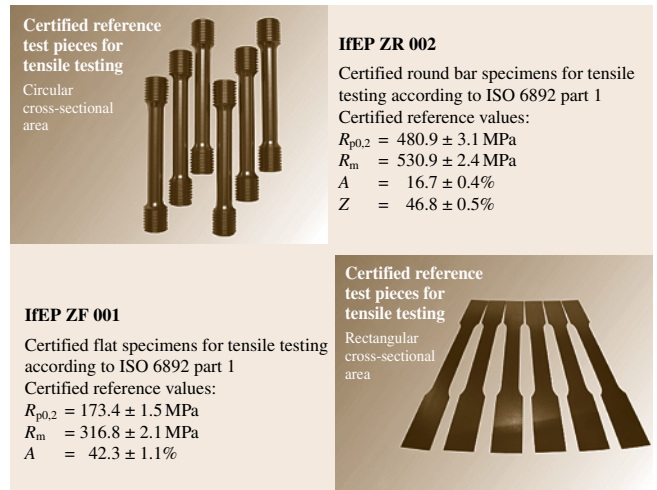 Certified reference
test pieces for
tensile testing
Circular
cross-sectional
area
IfEP ZR 002
Certified round bar specimens for tensile
testing according to ISO 6892 part 1
Certified reference values:
Rp0,2 = 480.9 ± 3.1 MPa
Rm = 530.9 ± 2.4 MPa
A = 16.7 ± 0.4%
Z = 46.8 ± 0.5%
IfEP ZF 001
Certified flat specimens for tensile testing
according to ISO 6892 part 1
Certified reference values:
Rp0,2 = 173.4 ± 1.5 MPa
Rm = 316.8 ± 2.1 MPa
A = 42.3 ± 1.1%
Certified reference
test pieces for
tensile testing
Rectangular
cross-sectional
area